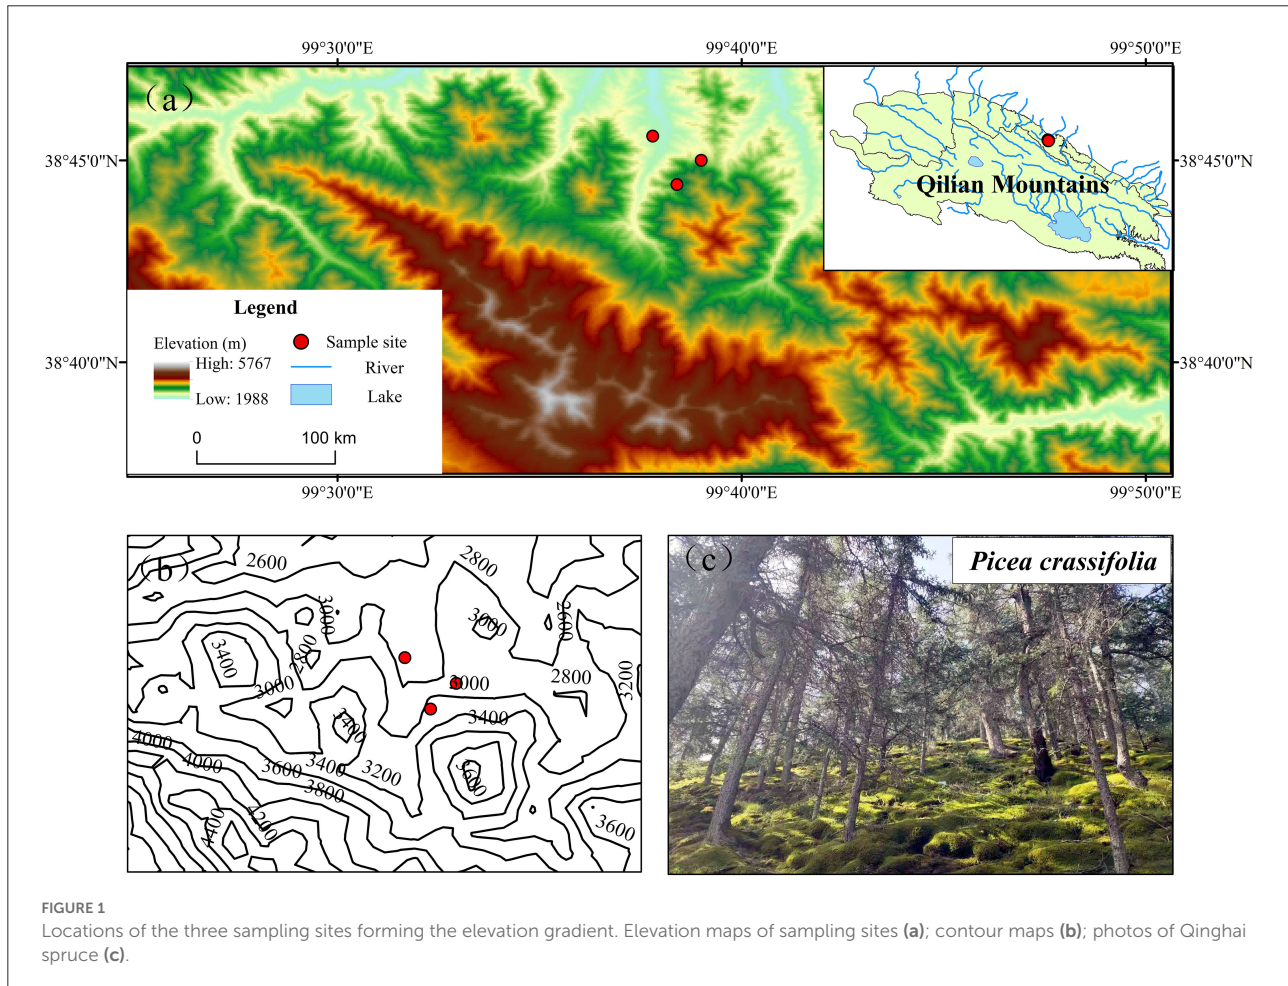 99°30'0"E
99°40'0"E
99°50'0"E
(a)
38°45'0"N
38°45'0"N
Qilian Mountains
Legend
Elevation (m)
Sample site
High: 5767
River
Low: 1988
Lake
0
100 km
38°40'0"N
38°40'0"N
99°30'0"E
99°40'0"E
99°50'0"E
(b)
2600
2800
3000
3000
2600
2800
3400
3000
3000
2800
3200
3400
3400
4000
4000
3600
3400
3200
3800
3600
4400
4200
3600
(c)
Picea crassifolia
FIGURE 1
Locations of the three sampling sites forming the elevation gradient. Elevation maps of sampling sites (a); contour maps (b); photos of Qinghai
spruce (c).